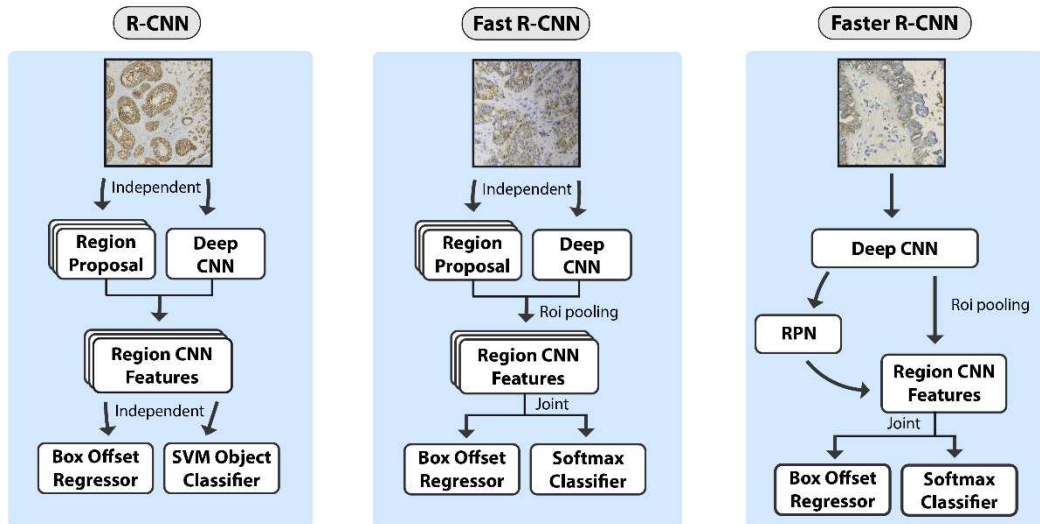 R-CNN
Independent
Region
Proposal
Deep
CNN
Region CNN
Features
Independent
Box Offset
Regressor
SVM Object
Classifier
Fast R-CNN
Independent
Region
Proposal
Deep
CNN
Roi pooling
Region CNN
Features
Joint
Box Offset
Regressor
Softmax
Classifier
Faster R-CNN
Deep CNN
Roi pooling
RPN
Region CNN
Features
Joint
Box Offset
Regressor
Softmax
Classifier